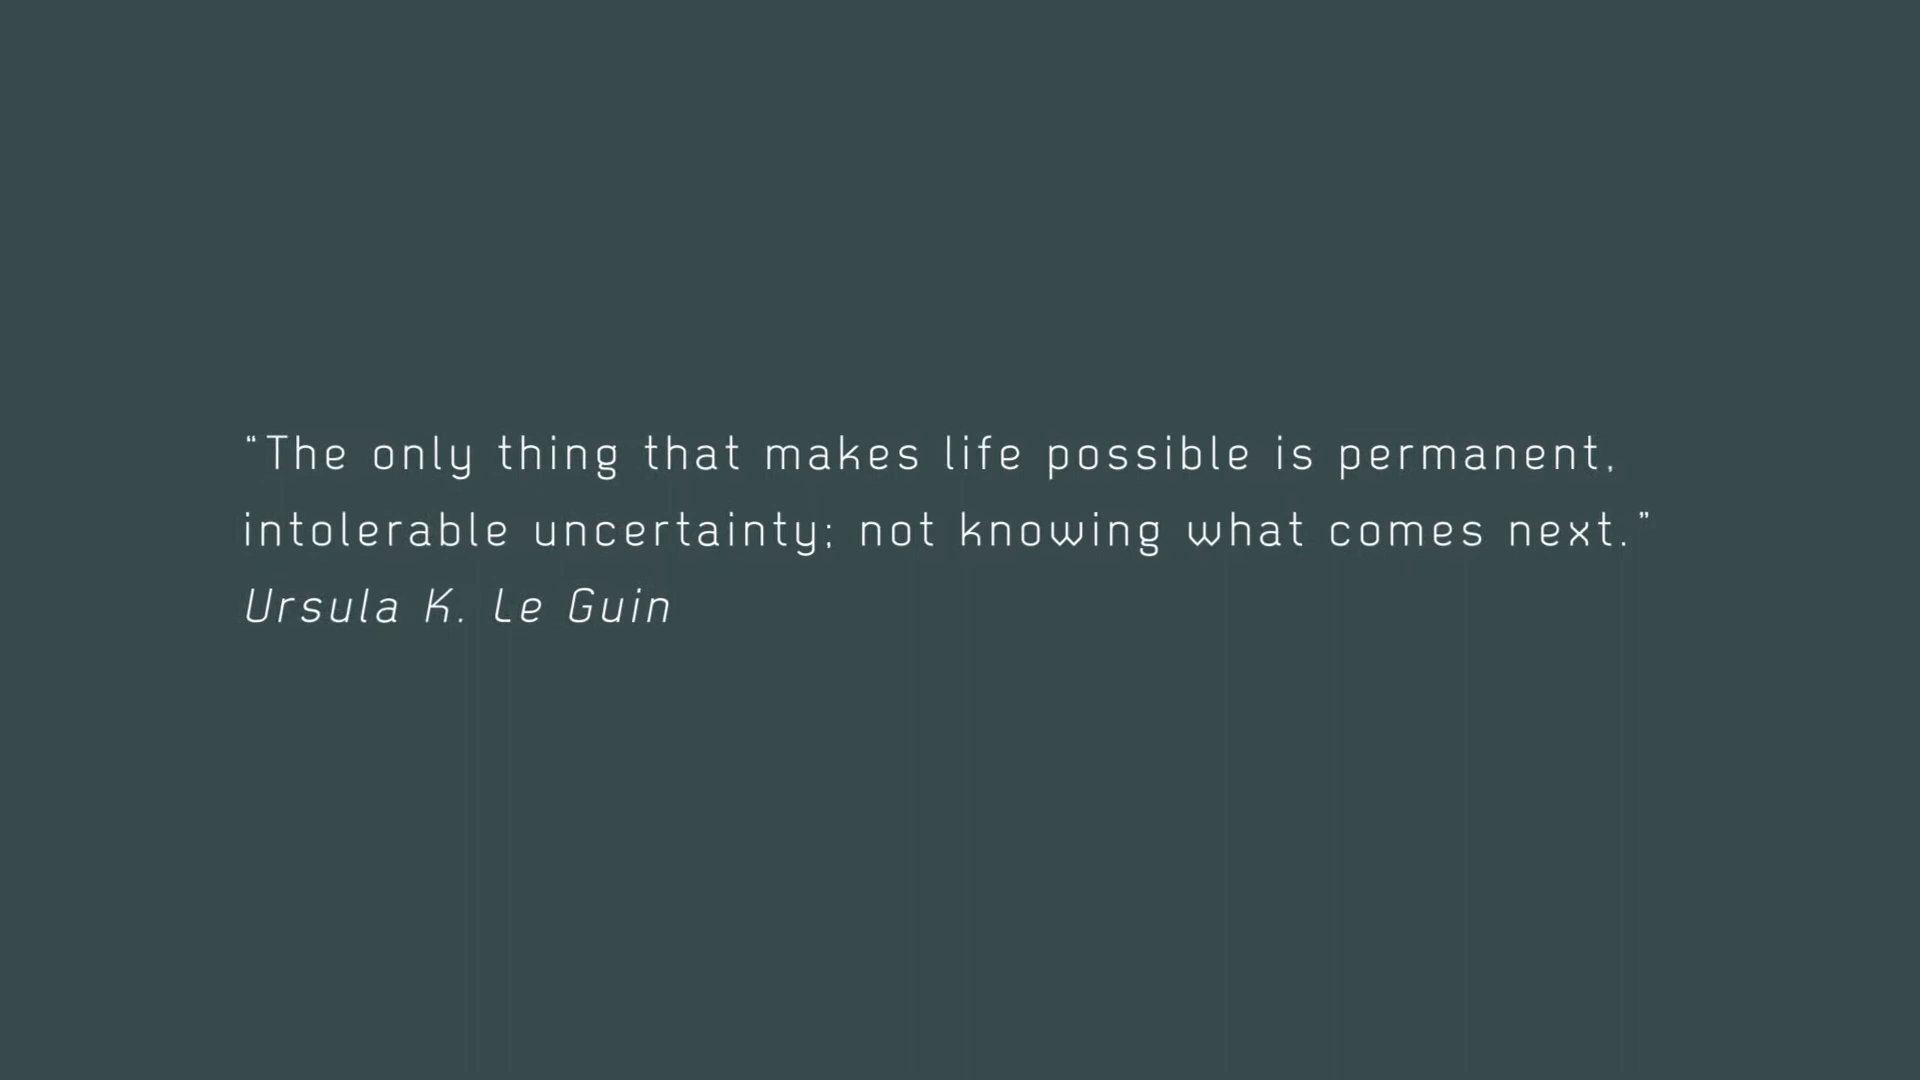 “The only thing that makes life possible is permanent,
intolerable uncertainty; not knowing what comes next.”
Ursula K. Le Guin